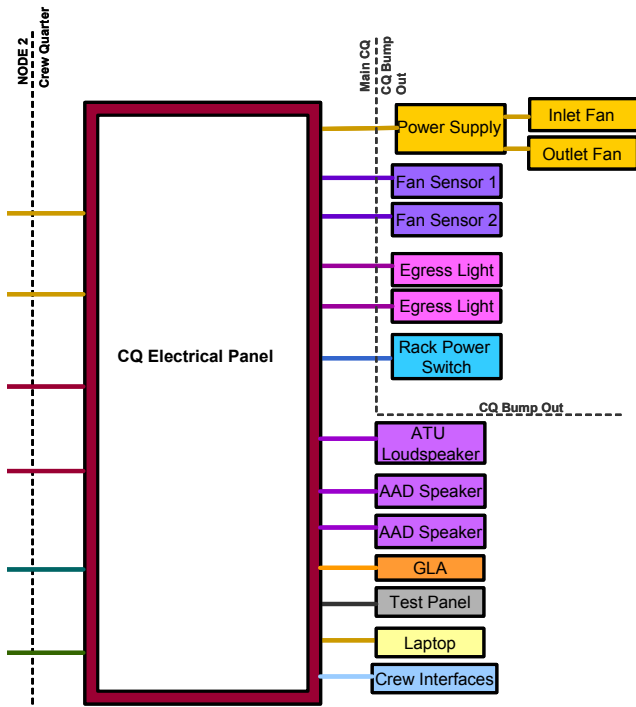 NODE 2
Crew Quarter
Main CQ
CQ Bump
Out
Power Supply
Inlet Fan
Outlet Fan
Fan Sensor 1
Fan Sensor 2
Egress Light
Egress Light
CQ Electrical Panel
Rack Power
Switch
CQ Bump Out
ATU
Loudspeaker
AAD Speaker
AAD Speaker
GLA
Test Panel
Laptop
Crew Interfaces